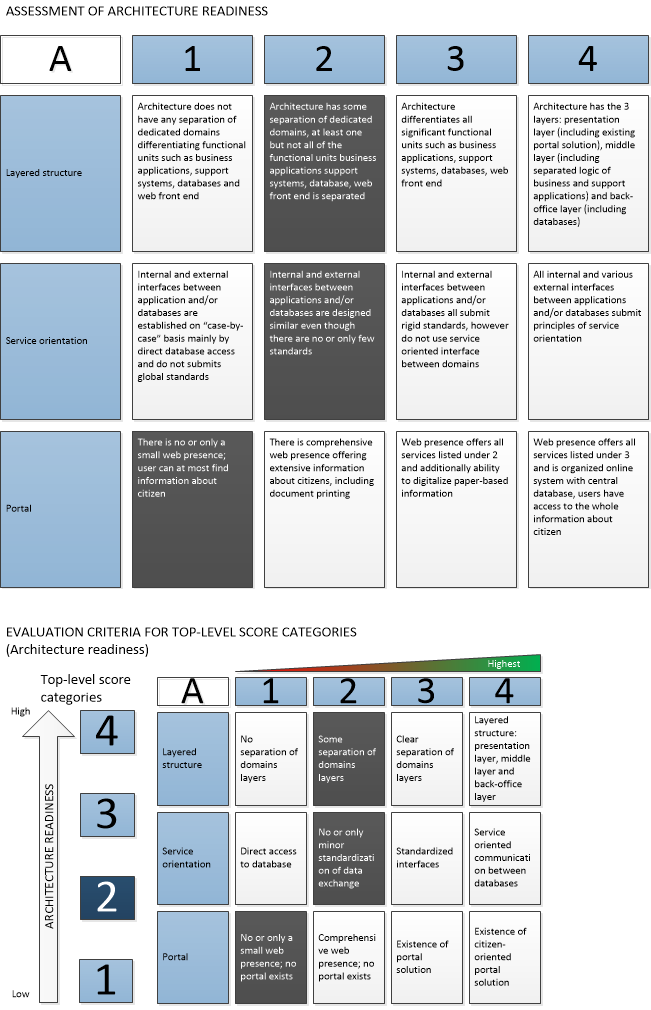 ASSESSMENT OF ARCHITECTURE READINESS
A
1
2
3
4
Layered structure
Architecture does not
have any separation of
dedicated domains
differentiating functional
units such as business
applications, support
systems, databases and
web front end
Architecture has some
separation of dedicated
domains, at least one
but not all of the
functional units business
applications support
systems, database, web
front end is separated
Architecture
differentiates all
significant functional
units such as business
applications, support
systems, databases, web
front end
Architecture has the 3
layers: presentation
layer (including existing
portal solution), middle
layer (including
separated logic of
business and support
applications) and back-
office layer (including
databases)
Service orientation
Internal and external
interfaces between
application and/or
databases are
established on “case-by-
case” basis mainly by
direct database access
and do not submits
global standards
Internal and external
interfaces between
applications and/or
databases are designed
similar even though
there are no or only few
standards
Internal and external
interfaces between
applications and/or
databases all submit
rigid standards, however
do not use service
oriented interface
between domains
All internal and various
external interfaces
between applications
and/or databases submit
principles of service
orientation
Portal
There is no or only a
small web presence;
user can at most find
information about
citizen
There is comprehensive
web presence offering
extensive information
about citizens, including
document printing
Web presence offers all
services listed under 2
and additionally ability
to digitalize paper-based
information
Web presence offers all
services listed under 3
and is organized online
system with central
database, users have
access to the whole
information about
citizen
EVALUATION CRITERIA FOR TOP-LEVEL SCORE CATEGORIES
(Architecture readiness)
Highest
Top-level score
categories
High
ARCHITECTURE READINESS
Low
4
3
2
1
A
1
2
3
4
Layered
structure
No
separation of
domains
layers
Some
separation of
domains
layers
Clear
separation of
domains
layers
Layered
structure:
presentation
layer, middle
layer and
back-office
layer
Service
orientation
Direct access
to database
No or only
minor
standardizati
on of data
exchange
Standardized
interfaces
Service
oriented
communicati
on between
databases
Portal
No or only a
small web
presence; no
portal exists
Comprehensi
ve web
presence; no
portal exists
Existence of
portal
solution
Existence of
citizen-
oriented
portal
solution